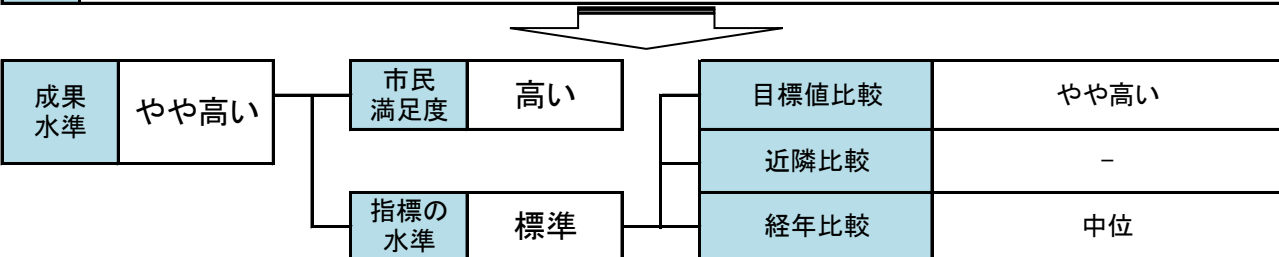 成果
水準
やや高い
市民
満足度
高い
指標の
水準
標準
目標値比較
やや高い
近隣比較
－
経年比較
中位